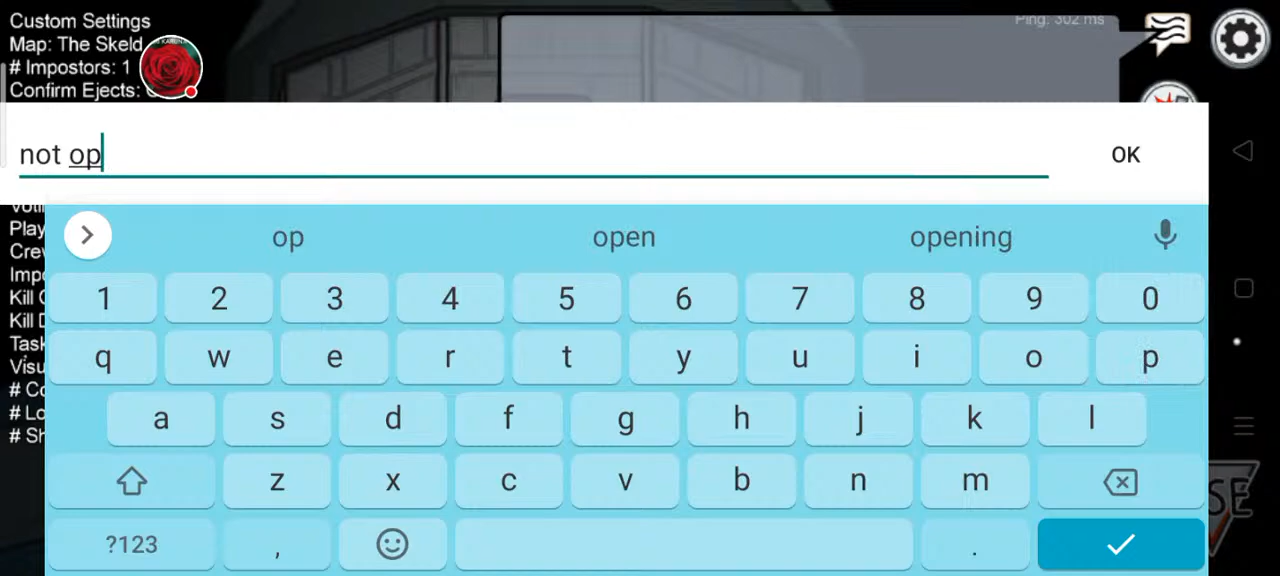 Custom Settings
Ping: 302 ms
Map: The Skeld
# Impostors: 1
Confirm Ejects:
not op
OK
Play
op open opening
1 2 3 4 5 6 7 8 9 0
q w e r t y u i o p
a s d f g h j k l
z x c v b n m
?123 , .